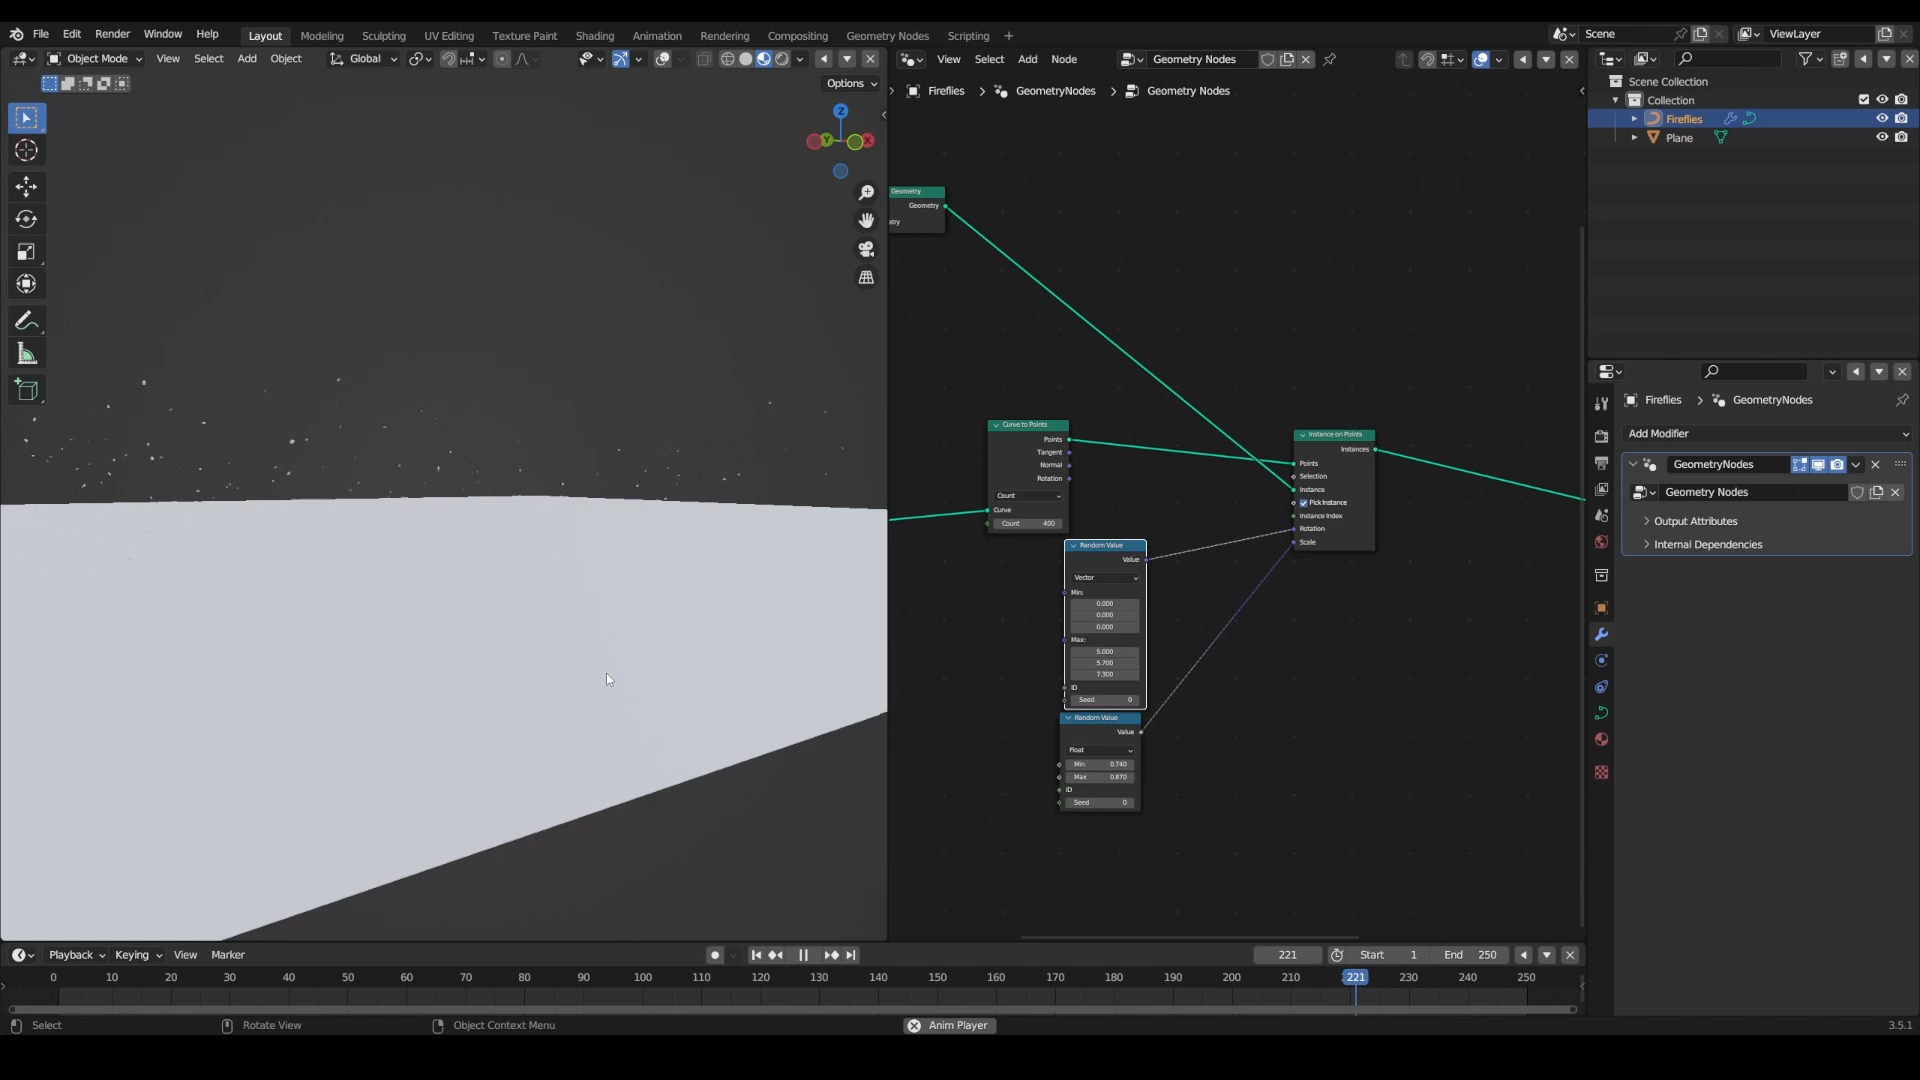 File Edit Render Window Help Layout Modeling Sculpting UV Editing Texture Paint Shading Animation Rendering Compositing Geometry Nodes Scripting + Scene ViewLayer
Object Mode View Select Add Object Global
Options
View Select Add Node Geometry Nodes
Fireflies > GeometryNodes > Geometry Nodes
Scene Collection
Collection
Fireflies
Plane
Geometry
Geometry
etry
Curve to Points
Points
Tangent
Normal
Rotation
Count
Curve
Count 400
Instance on Points
Instances
Points
Selection
Instance
Pick Instance
Instance Index
Rotation
Scale
Random Value
Value
Vector
Min:
0.000
0.000
0.000
Max:
5.000
5.700
7.300
ID
Seed 0
Random Value
Value
Float
Min 0.740
Max 0.870
ID
Seed 0
Fireflies > GeometryNodes
Add Modifier
GeometryNodes
Geometry Nodes
Output Attributes
Internal Dependencies
Playback Keying View Marker 221 Start 1 End 250
0 10 20 30 40 50 60 70 80 90 100 110 120 130 140 150 160 170 180 190 200 210 221 230 240 250
Select Rotate View Object Context Menu Anim Player 3.5.1